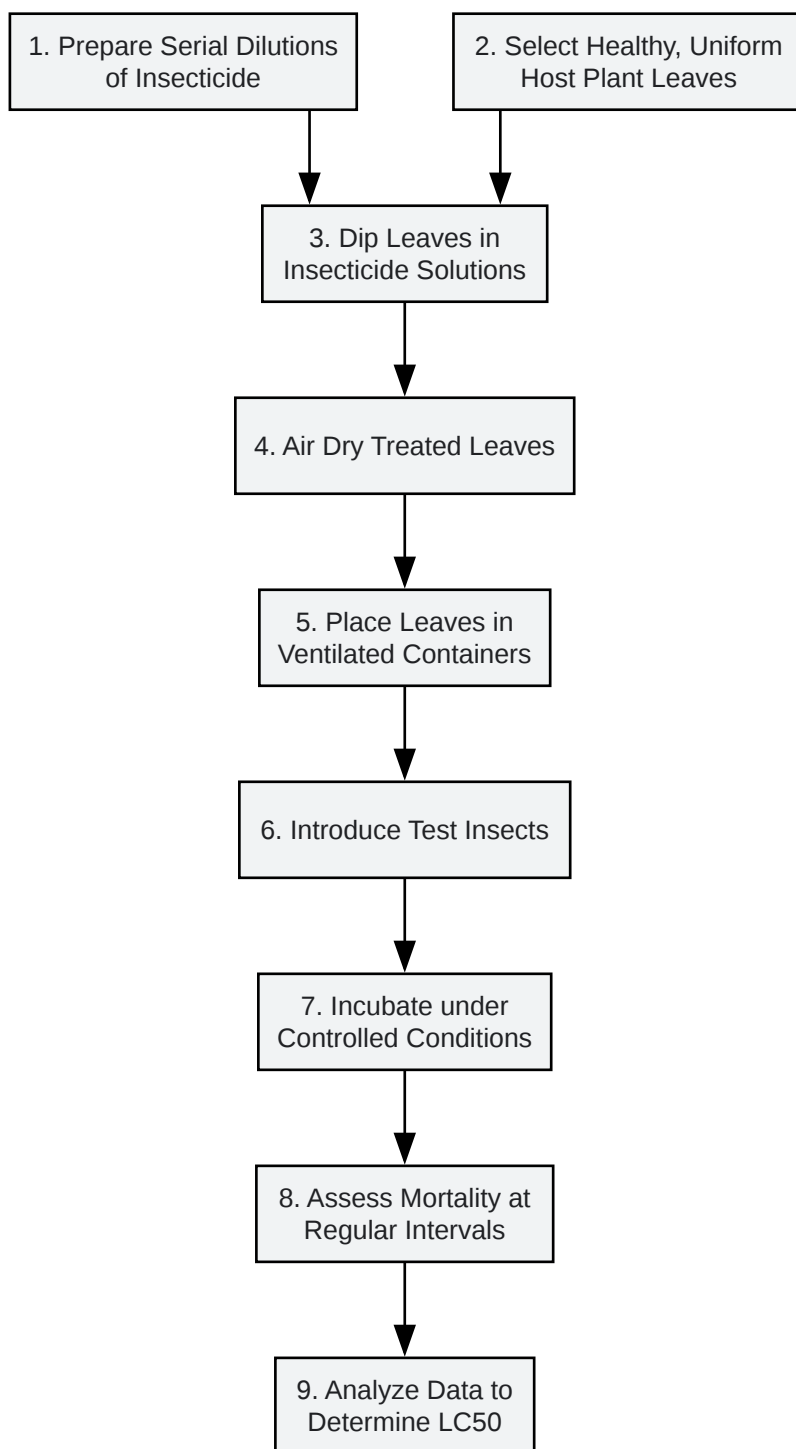 1. Prepare Serial Dilutions
of Insecticide
2. Select Healthy, Uniform
Host Plant Leaves
3. Dip Leaves in
Insecticide Solutions
4. Air Dry Treated Leaves
5. Place Leaves in
Ventilated Containers
6. Introduce Test Insects
7. Incubate under
Controlled Conditions
8. Assess Mortality at
Regular Intervals
9. Analyze Data to
Determine LC50